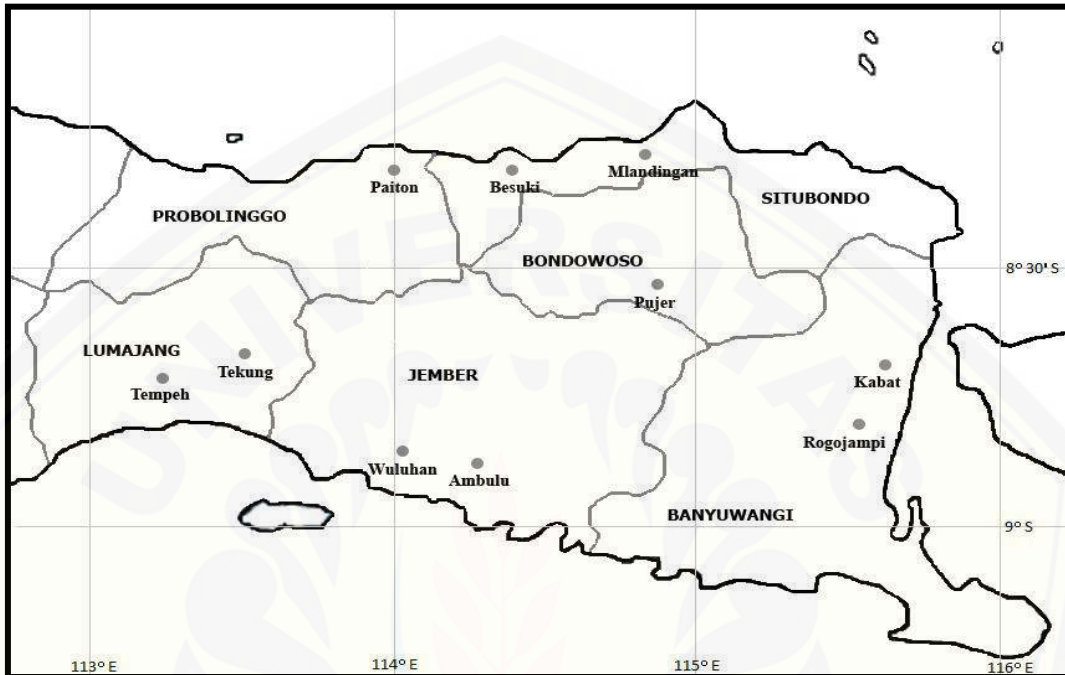 Paiton
Besuki
Mlandingan
PROBOLINGGO
SITUBONDO
BONDOWOSO
8° 30' S
Pujer
LUMAJANG
Tekung
Tempeh
JEMBER
Kabat
Rogojampi
Wuluhan
Ambulu
BANYUWANGI
9° S
113° E
114° E
115° E
116° E
UNIVERSITAS